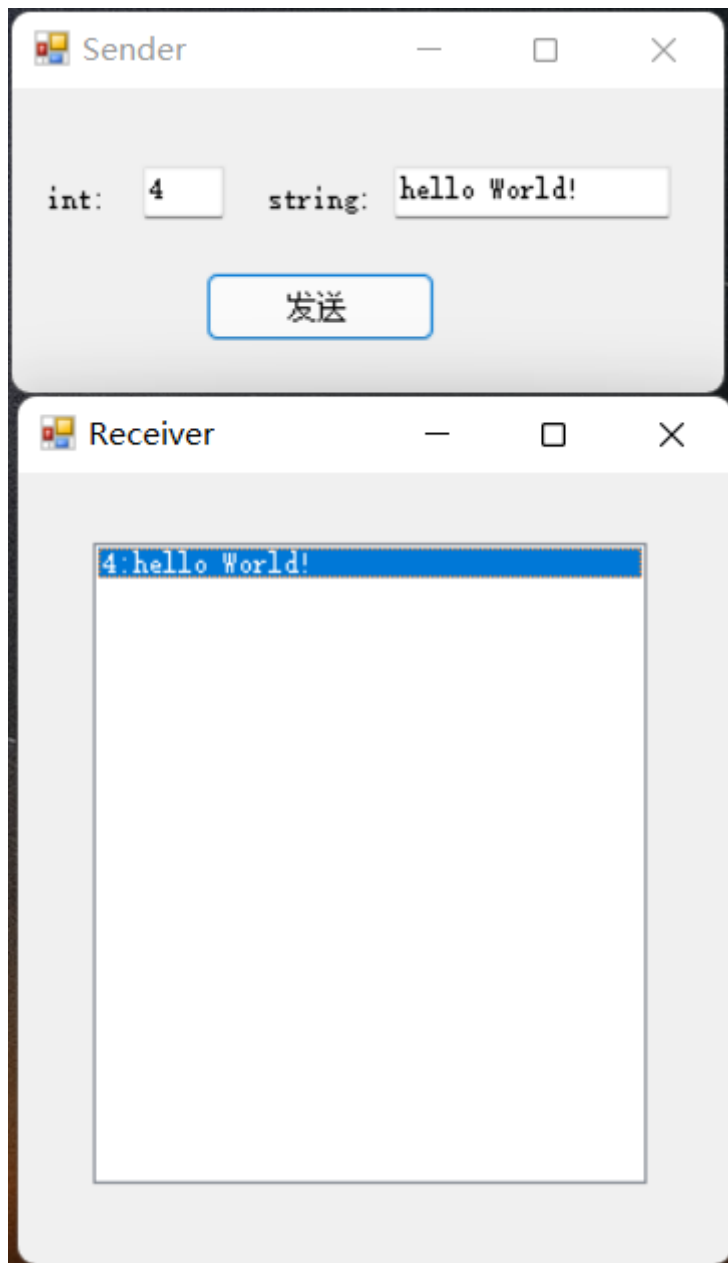 Sender
int: 4 string: hello World!
发送
Receiver
4:hello World!